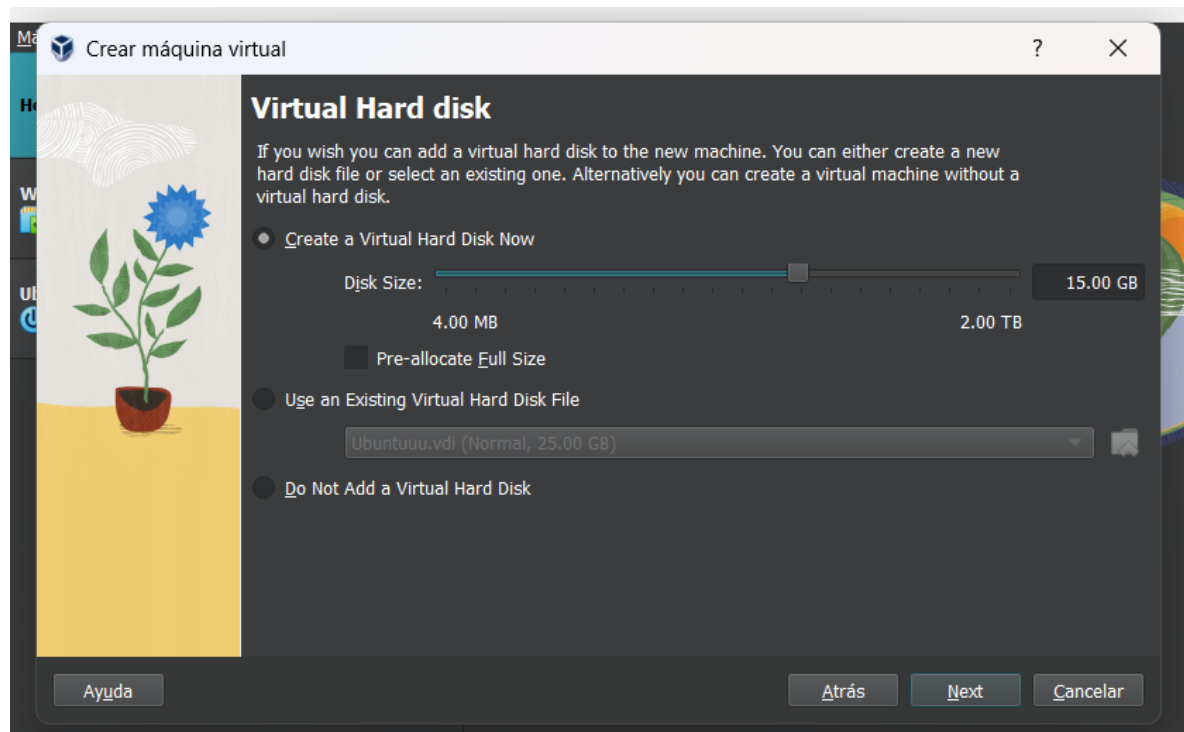 Crear máquina virtual
?
Virtual Hard disk
If you wish you can add a virtual hard disk to the new machine. You can either create a new
hard disk file or select an existing one. Alternatively you can create a virtual machine without a
virtual hard disk.
Create a Virtual Hard Disk Now
Disk Size:
15.00 GB
4.00 MB
2.00 TB
Pre-allocate Full Size
Use an Existing Virtual Hard Disk File
Ubuntuuu.vdi (Normal, 25.00 GB)
Do Not Add a Virtual Hard Disk
Ayuda
Atrás
Next
Cancelar